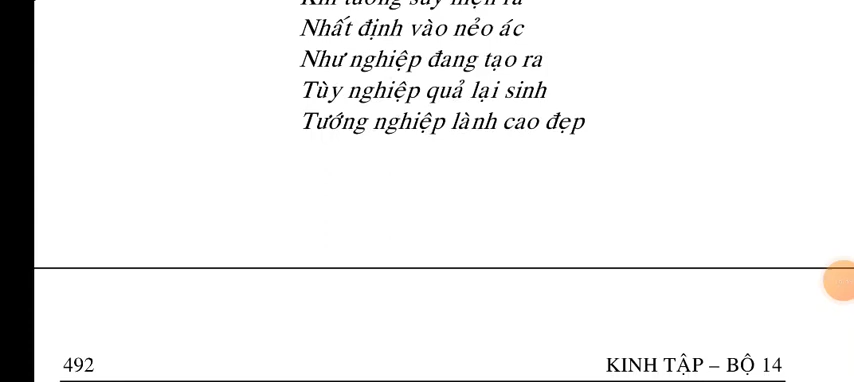 Nhất định vào nẻo ác
Như nghiệp đang tạo ra
Tùy nghiệp quả lại sinh
Tướng nghiệp lành cao đẹp
492
KINH TẬP – BỘ 14